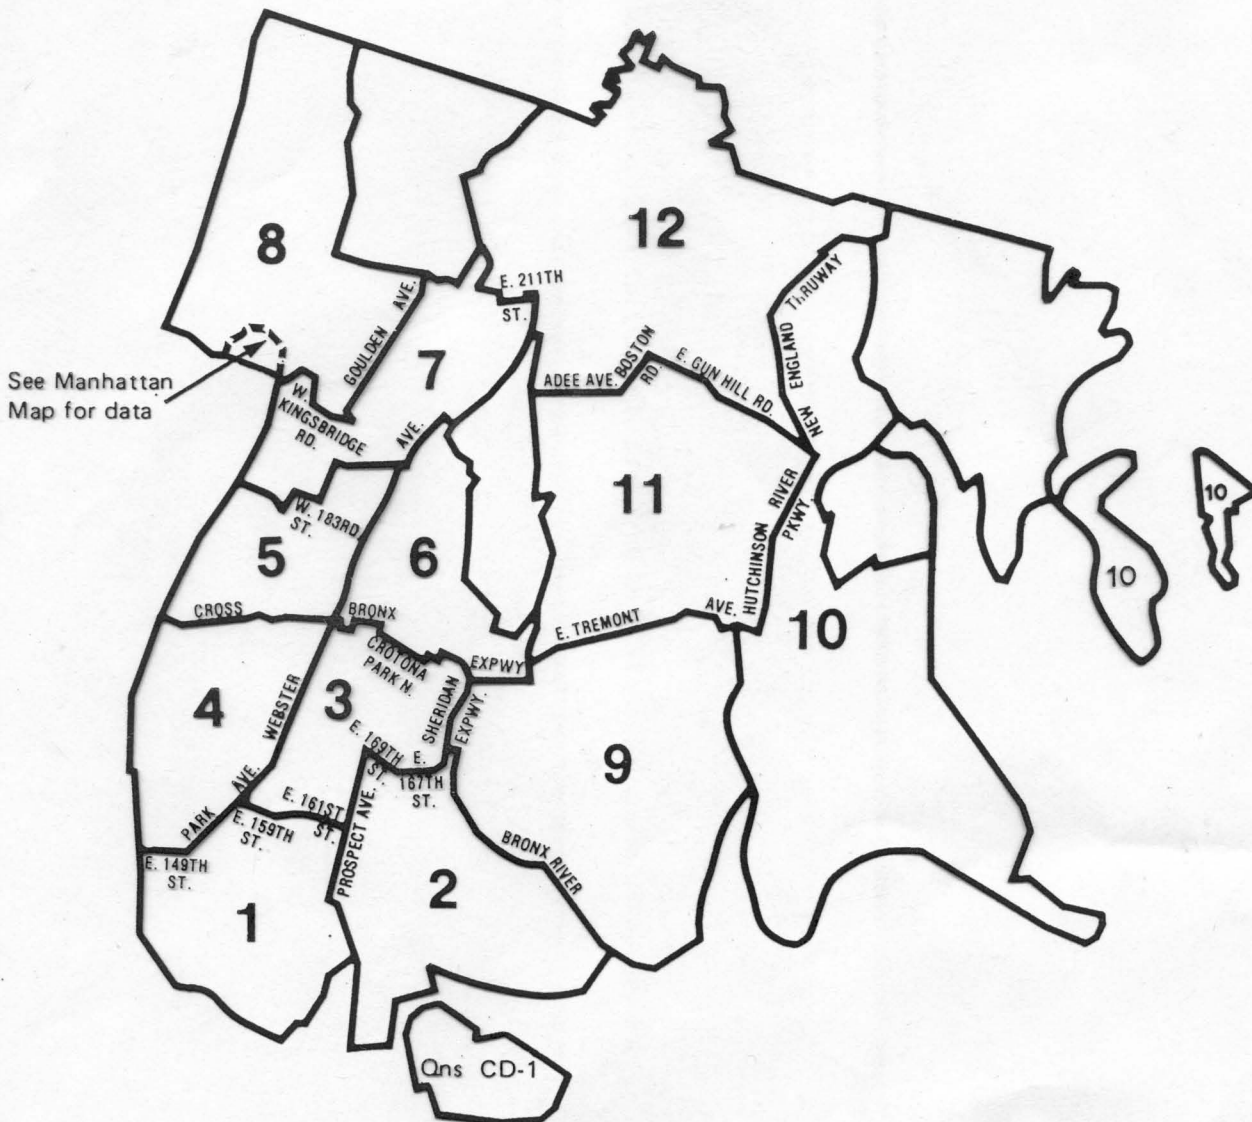 8
12
E. 211TH
ST.
GOULDEN AVE.
7
NEW ENGLAND THRUWAY
See Manhattan
Map for data
W.
KINGSBRIDGE
RD.
ADEE AVE.
BOSTON
RD.
E. GUN HILL RD.
AVE.
W. 183RD
ST.
11
HUTCHINSON RIVER
PKWY.
10
10
5
6
10
CROSS
BRONX
E. TREMONT
AVE.
CROTONA
PARK N.
EXPWY
4
WEBSTER
AVE.
3
SHERIDAN
EXPWY.
9
E. 169TH
ST.
E.
167TH
ST.
PARK
E. 161ST
ST.
E. 159TH
ST.
PROSPECT AVE.
E. 149TH
ST.
BRONX RIVER
1
2
Qns CD-1